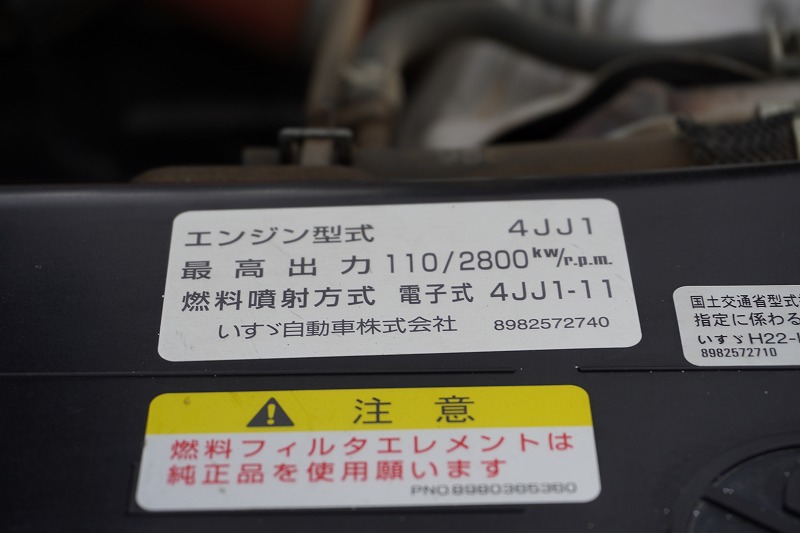 エンジン型式 4JJ1
最高出力 110/2800 kw/r.p.m.
燃料噴射方式 電子式 4JJ1-11
いすゞ自動車株式会社 8982572740
国土交通省型式
指定に係わる
いすゞH22-
8982572710
⚠ 注意
燃料フィルタエレメントは
純正品を使用願います
PNO8980365360